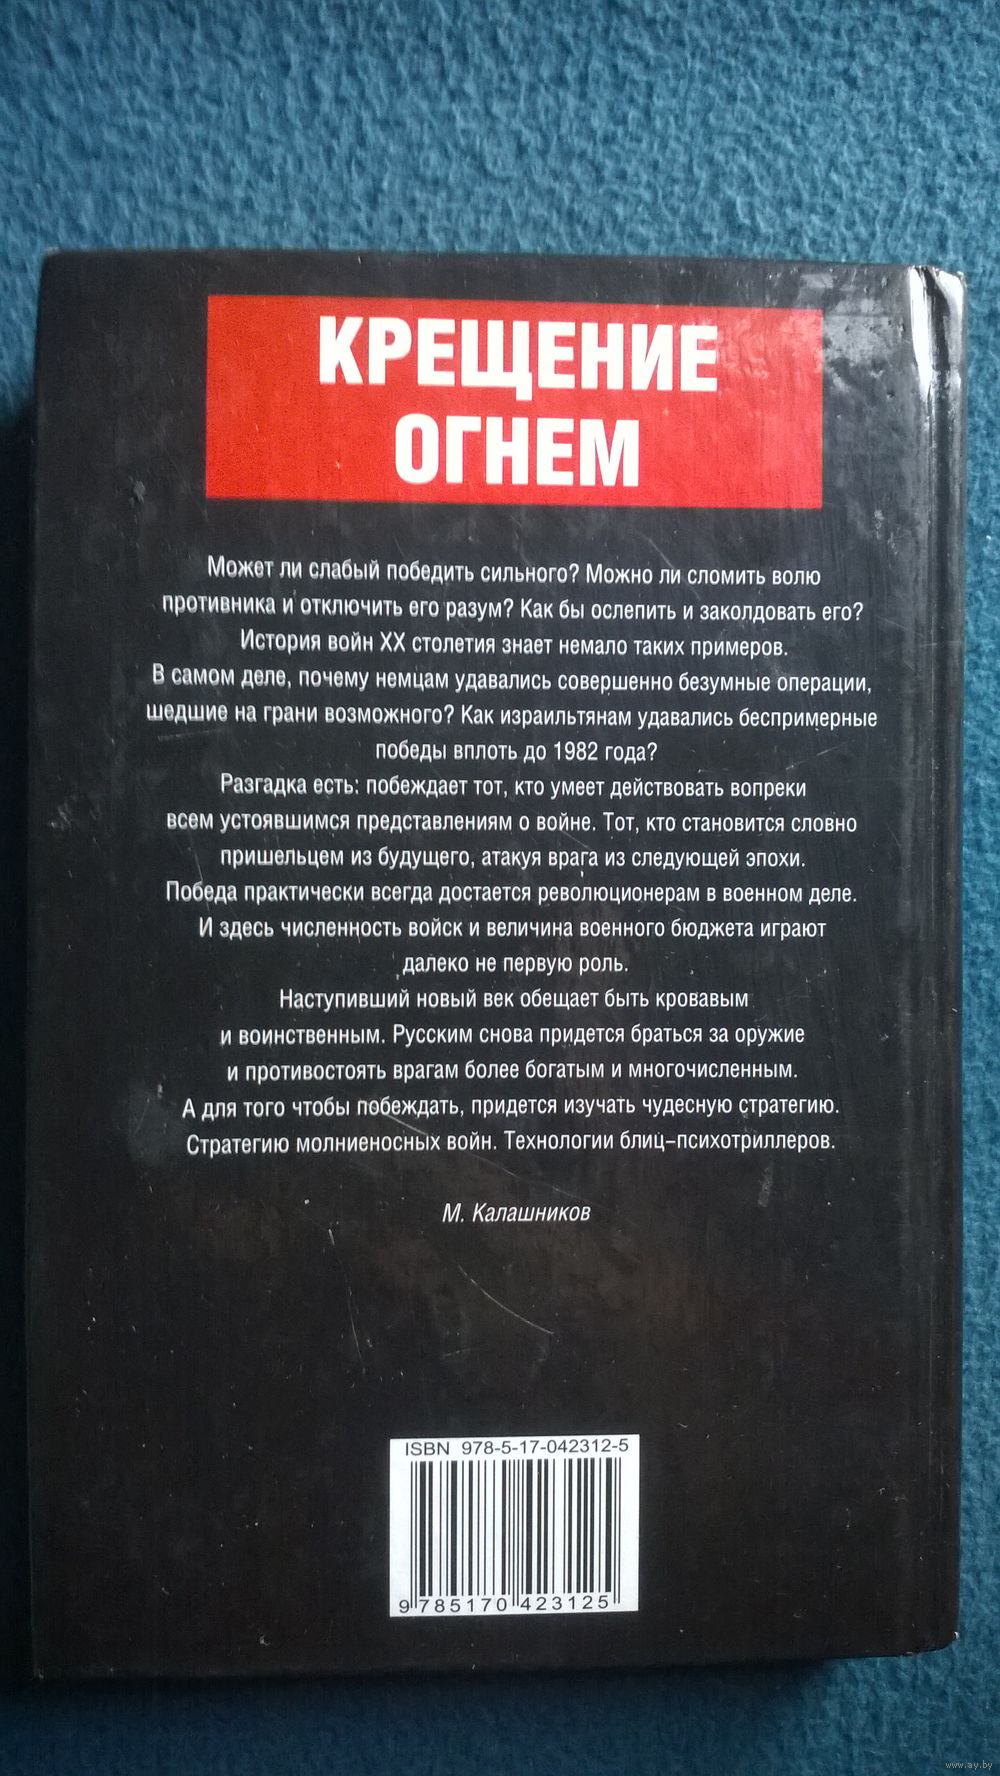 КРЕЩЕНИЕ
ОГНЕМ
Может ли слабый победить сильного? Можно ли сломить волю
противника и отключить его разум? Как бы ослепить и заколдовать его?
История войн XX столетия знает немало таких примеров.
В самом деле, почему немцам удавались совершенно безумные операции,
шедшие на грани возможного? Как израильтянам удавались беспримерные
победы вплоть до 1982 года?
Разгадка есть: побеждает тот, кто умеет действовать вопреки
всем устоявшимся представлениям о войне. Тот, кто становится словно
пришельцем из будущего, атакуя врага из следующей эпохи.
Победа практически всегда достается революционерам в военном деле.
И здесь численность войск и величина военного бюджета играют
далеко не первую роль.
Наступивший новый век обещает быть кровавым
и воинственным. Русским снова придется браться за оружие
и противостоять врагам более богатым и многочисленным.
А для того чтобы побеждать, придется изучать чудесную стратегию.
Стратегию молниеносных войн. Технологии блиц-психотриллеров.
М. Калашников
ISBN 978-5-17-042312-5
9 785170 423125
www.ay.by